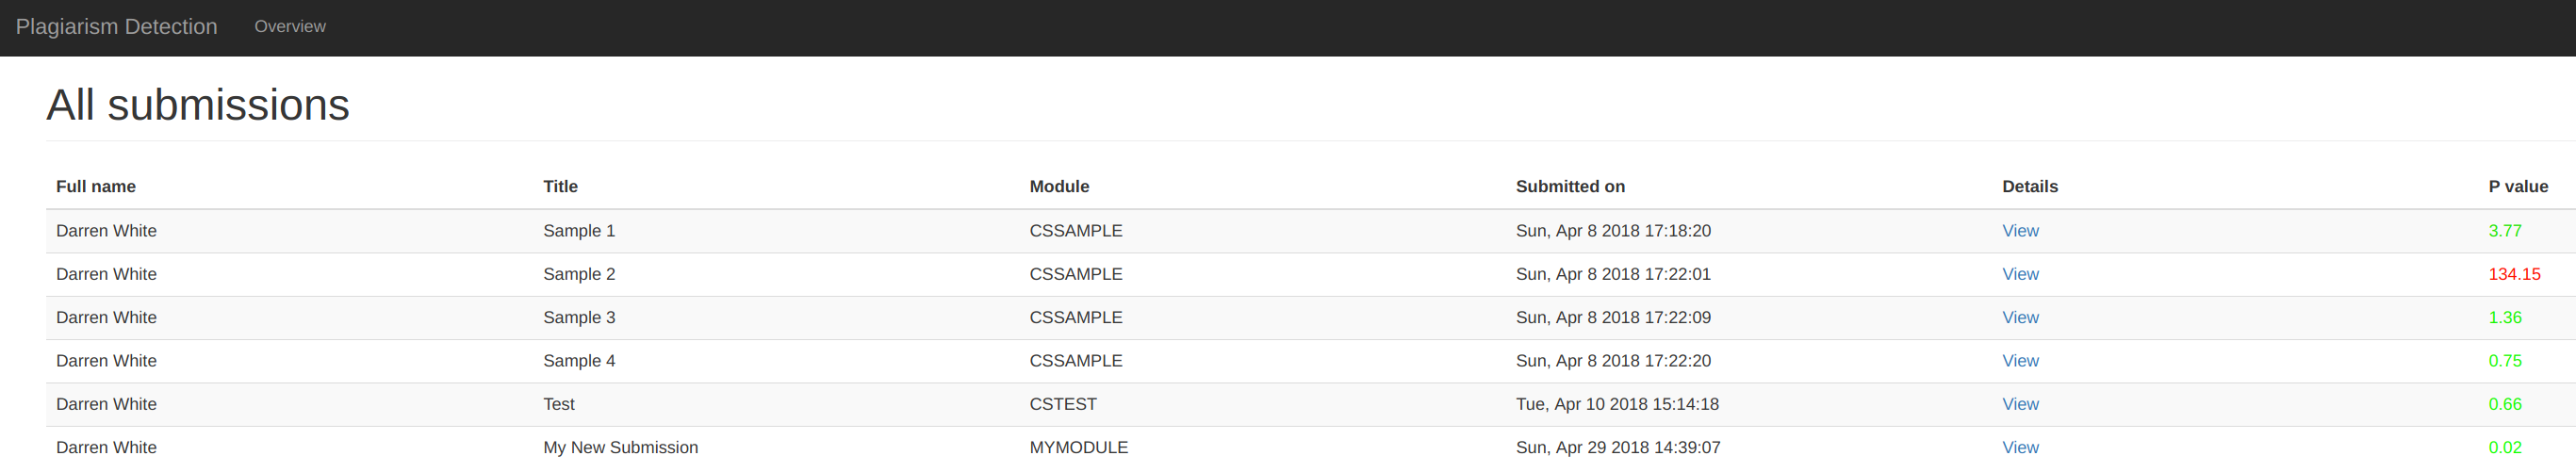 Plagiarism Detection Overview
All submissions
Full name Title Module Submitted on Details P value
Darren White Sample 1 CSSAMPLE Sun, Apr 8 2018 17:18:20 View 3.77
Darren White Sample 2 CSSAMPLE Sun, Apr 8 2018 17:22:01 View 134.15
Darren White Sample 3 CSSAMPLE Sun, Apr 8 2018 17:22:09 View 1.36
Darren White Sample 4 CSSAMPLE Sun, Apr 8 2018 17:22:20 View 0.75
Darren White Test CSTEST Tue, Apr 10 2018 15:14:18 View 0.66
Darren White My New Submission MYMODULE Sun, Apr 29 2018 14:39:07 View 0.02